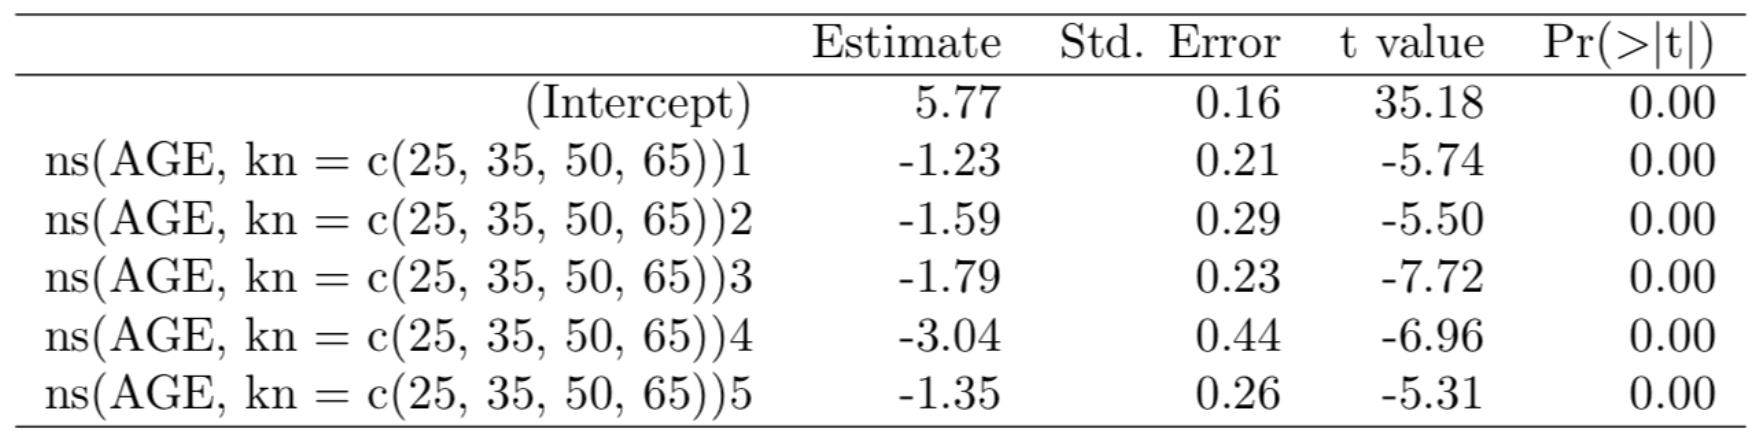 Estimate Std. Error t value Pr(>|t|)
(Intercept) 5.77 0.16 35.18 0.00
ns(AGE, kn = c(25, 35, 50, 65))1 -1.23 0.21 -5.74 0.00
ns(AGE, kn = c(25, 35, 50, 65))2 -1.59 0.29 -5.50 0.00
ns(AGE, kn = c(25, 35, 50, 65))3 -1.79 0.23 -7.72 0.00
ns(AGE, kn = c(25, 35, 50, 65))4 -3.04 0.44 -6.96 0.00
ns(AGE, kn = c(25, 35, 50, 65))5 -1.35 0.26 -5.31 0.00